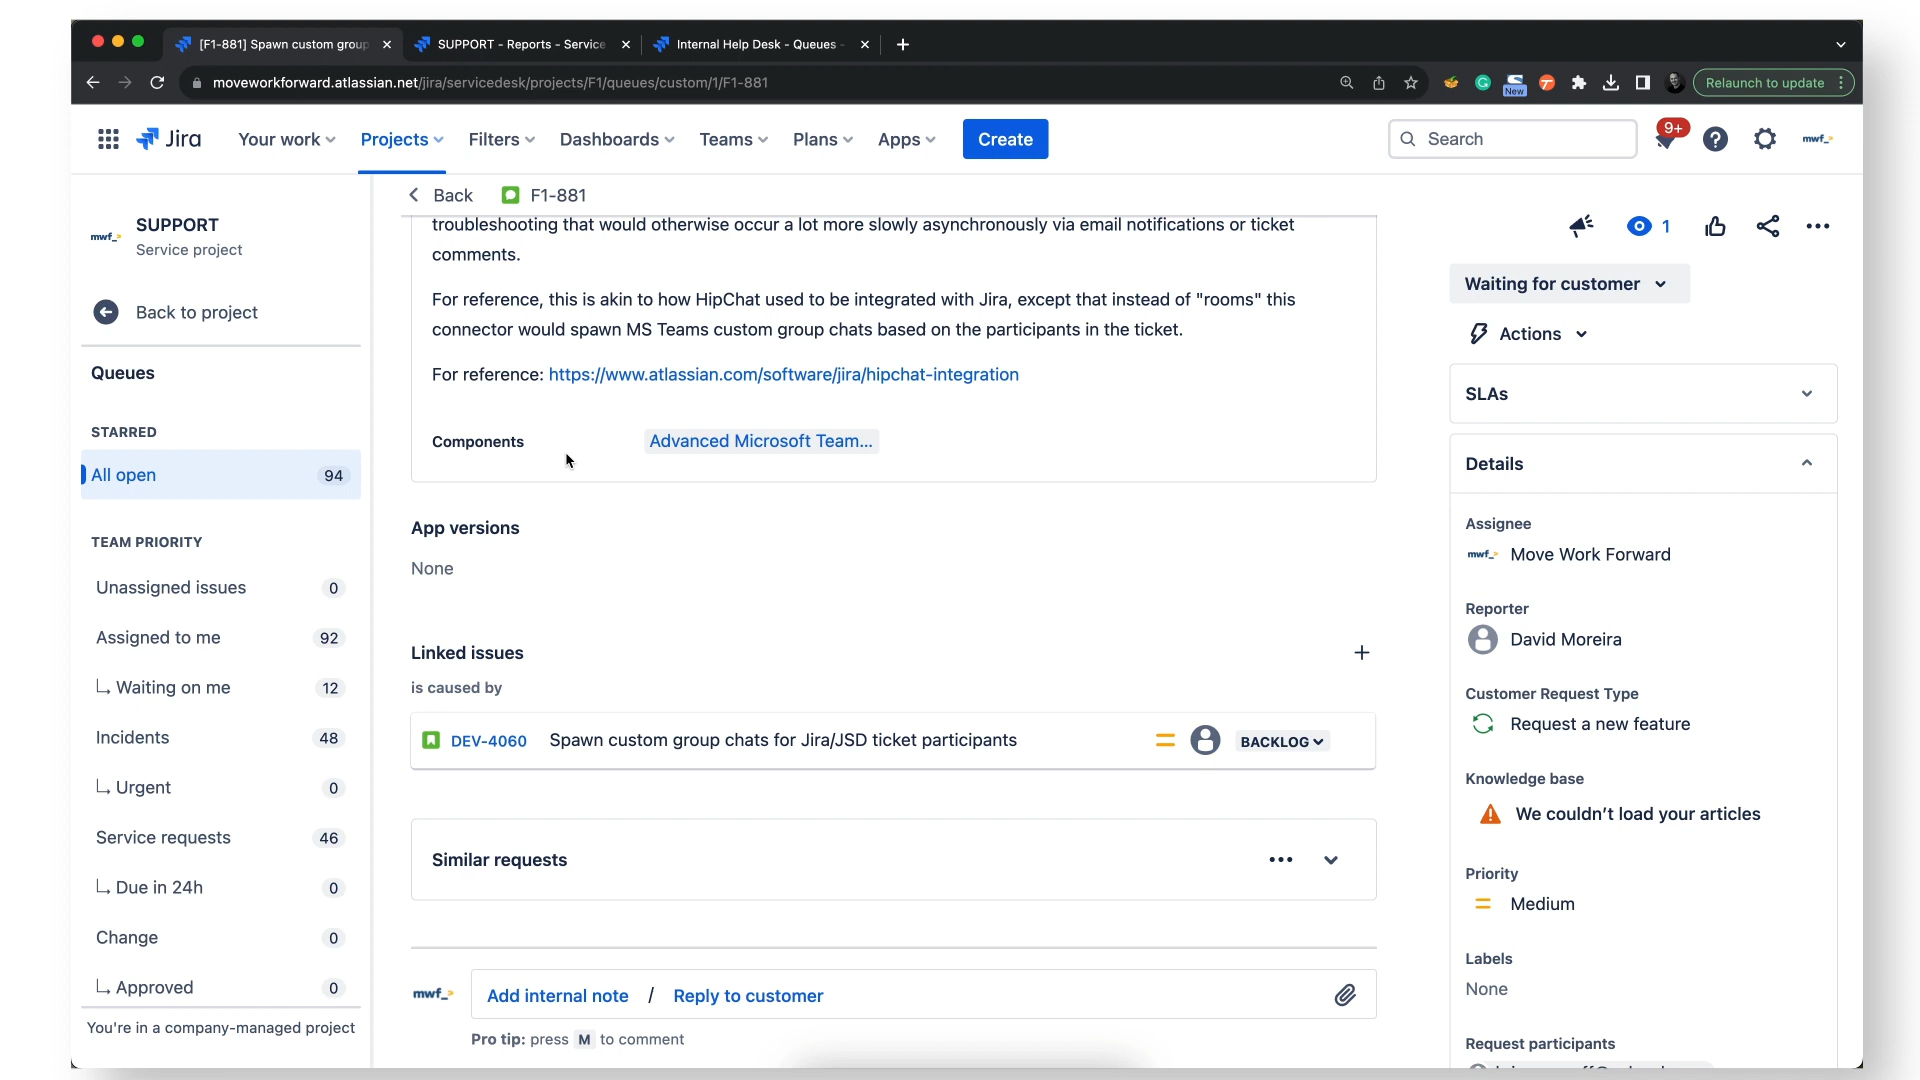 [F1-881] Spawn custom group
SUPPORT - Reports - Service
Internal Help Desk - Queues -
moveworkforward.atlassian.net/jira/servicedesk/projects/F1/queues/custom/1/F1-881
New
Relaunch to update
Jira
Your work
Projects
Filters
Dashboards
Teams
Plans
Apps
Create
Search
9+
mwf_>
mwf_>
SUPPORT
Service project
Back to project
Queues
STARRED
All open 94
TEAM PRIORITY
Unassigned issues 0
Assigned to me 92
Waiting on me 12
Incidents 48
Urgent 0
Service requests 46
Due in 24h 0
Change 0
Approved 0
You're in a company-managed project
Back
F1-881
troubleshooting that would otherwise occur a lot more slowly asynchronously via email notifications or ticket
comments.
For reference, this is akin to how HipChat used to be integrated with Jira, except that instead of "rooms" this
connector would spawn MS Teams custom group chats based on the participants in the ticket.
For reference: https://www.atlassian.com/software/jira/hipchat-integration
Components Advanced Microsoft Team...
App versions
None
Linked issues
is caused by
DEV-4060 Spawn custom group chats for Jira/JSD ticket participants BACKLOG
Similar requests
mwf_>
Add internal note / Reply to customer
Pro tip: press M to comment
1
Waiting for customer
Actions
SLAs
Details
Assignee
mwf_> Move Work Forward
Reporter
David Moreira
Customer Request Type
Request a new feature
Knowledge base
We couldn't load your articles
Priority
Medium
Labels
None
Request participants